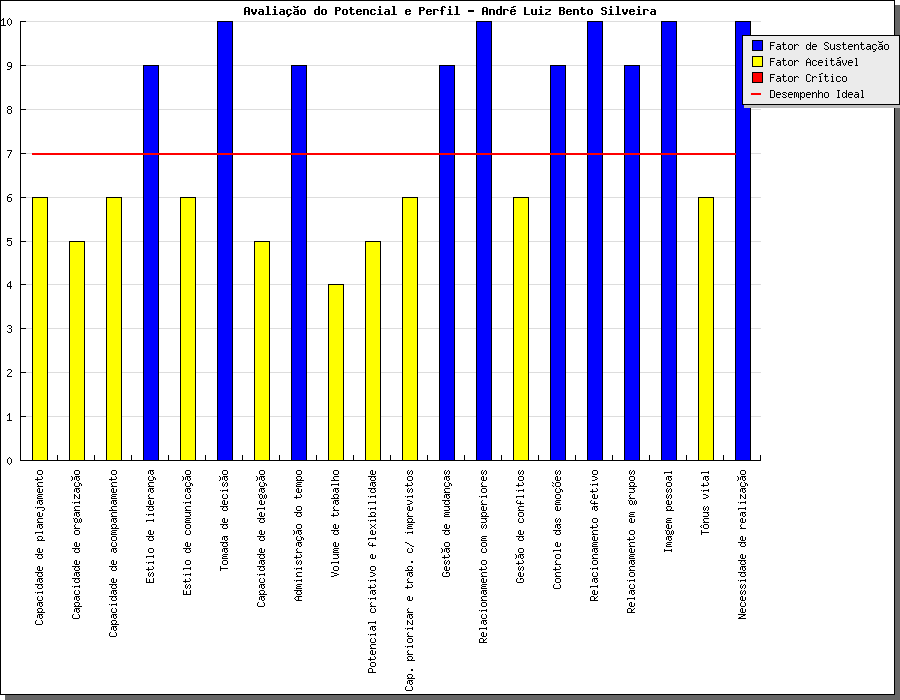 Avaliação do Potencial e Perfil - André Luiz Bento Silveira
10
9
8
7
6
5
4
3
2
1
0
Fator de Sustentação
Fator Aceitável
Fator Crítico
Desempenho Ideal
Capacidade de planejamento
Capacidade de organização
Capacidade de acompanhamento
Estilo de liderança
Estilo de comunicação
Tomada de decisão
Capacidade de delegação
Administração do tempo
Volume de trabalho
Potencial criativo e flexibilidade
Cap. priorizar e trab. c/ imprevistos
Gestão de mudanças
Relacionamento com superiores
Gestão de conflitos
Controle das emoções
Relacionamento afetivo
Relacionamento em grupos
Imagem pessoal
Tônus vital
Necessidade de realização